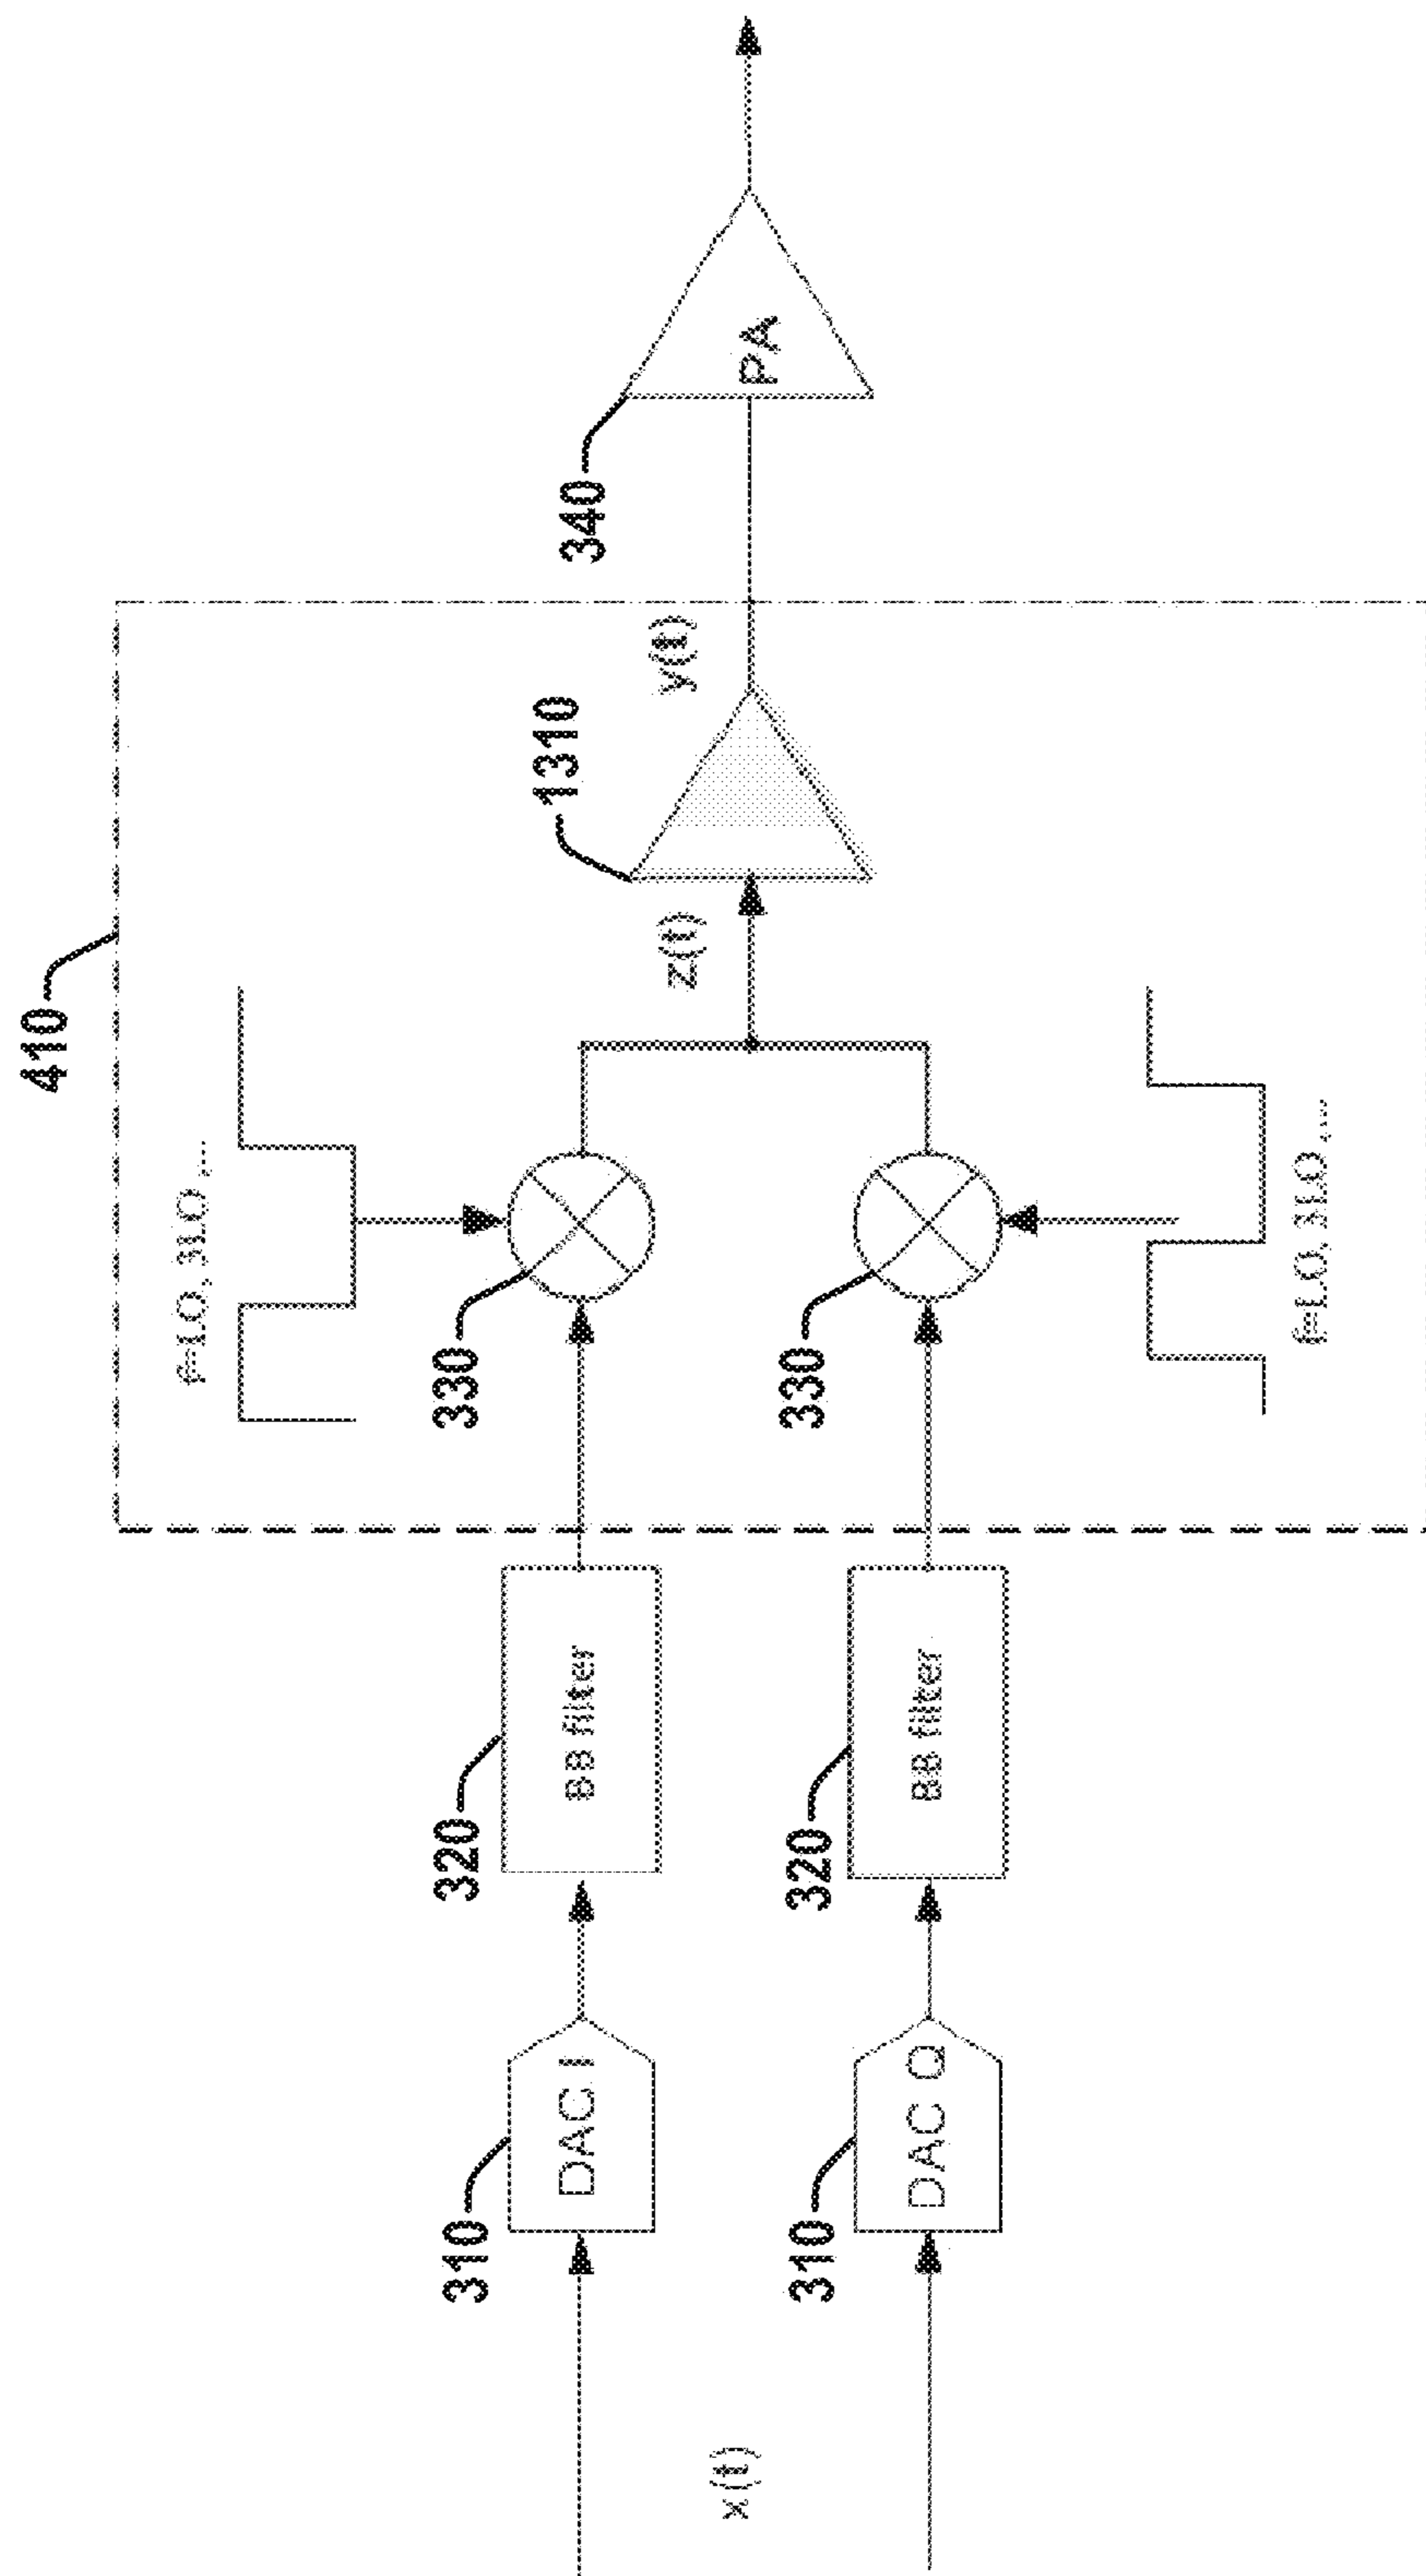 410
f=LO, 3LO ,...
x(t)
310
DAC I
320
BB filter
330
z(t)
1310
y(t)
340
PA
310
DAC Q
320
BB filter
330
f=LO, 3LO ,...